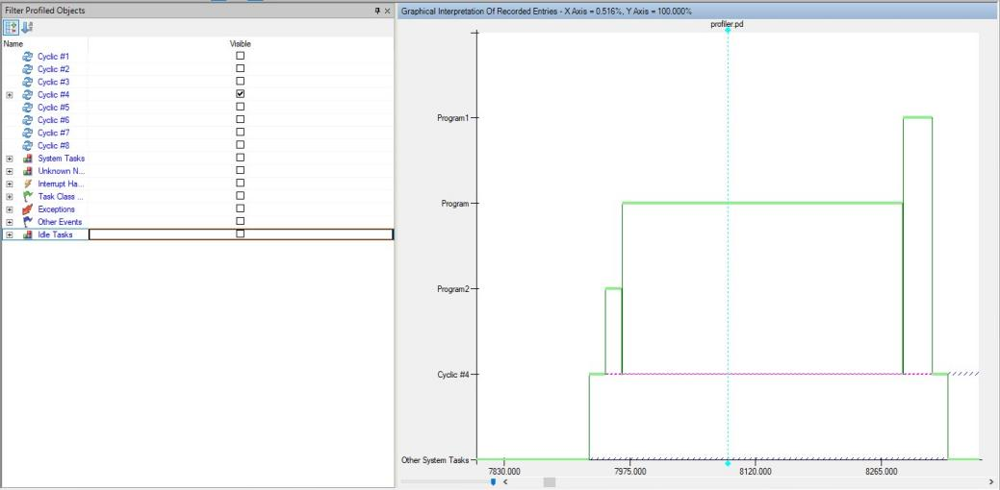 Filter Profiled Objects
Name Visible
Cyclic #1
Cyclic #2
Cyclic #3
Cyclic #4
Cyclic #5
Cyclic #6
Cyclic #7
Cyclic #8
System Tasks
Unknown N...
Interrupt Ha...
Task Class ...
Exceptions
Other Events
Idle Tasks
Graphical Interpretation Of Recorded Entries - X Axis = 0.516%, Y Axis = 100.000%
profiler.pd
Program1
Program
Program2
Cyclic #4
Other System Tasks
7830.000 7975.000 8120.000 8265.000